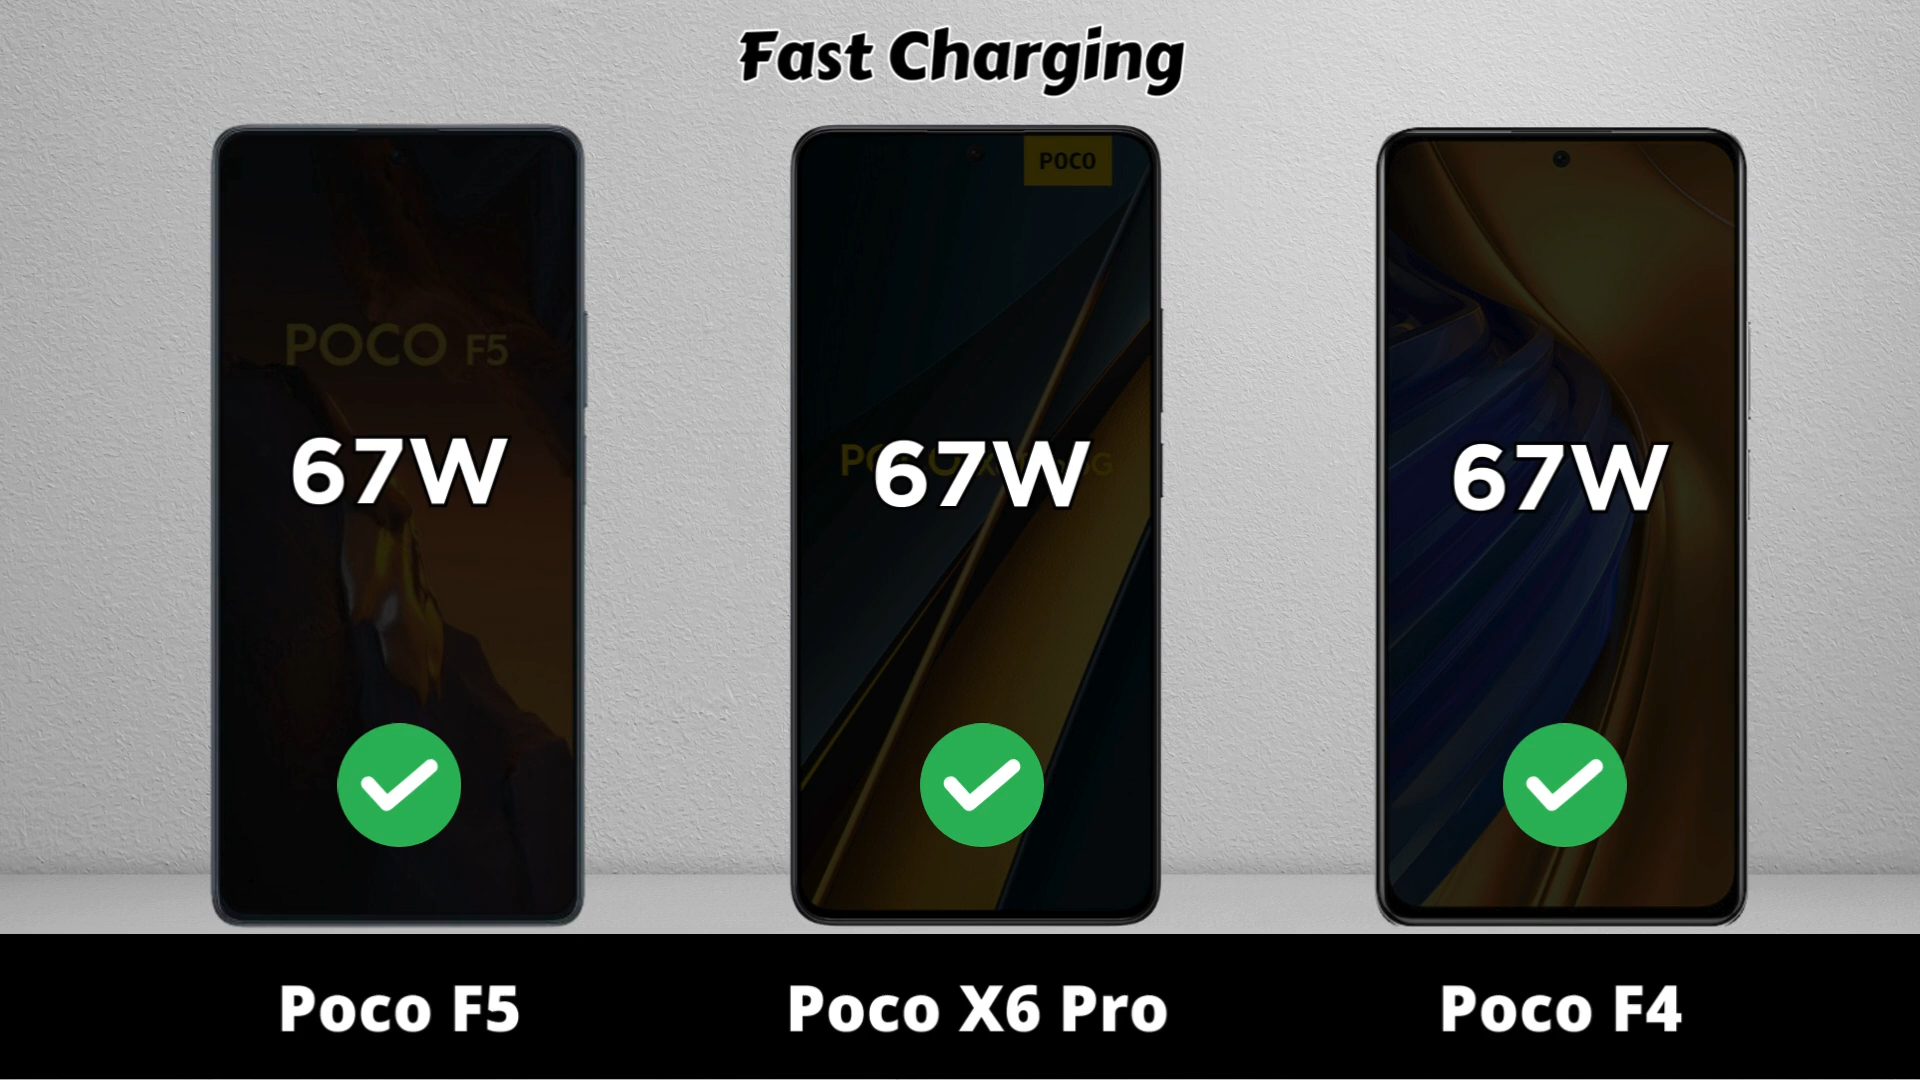 Fast Charging
POCO
POCO F5
67W
67W
67W
Poco F5
Poco X6 Pro
Poco F4